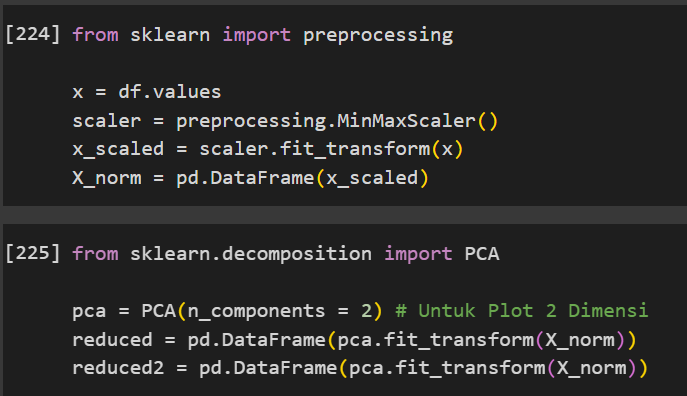 [224] from sklearn import preprocessing
x = df.values
scaler = preprocessing.MinMaxScaler()
x_scaled = scaler.fit_transform(x)
X_norm = pd.DataFrame(x_scaled)
[225] from sklearn.decomposition import PCA
pca = PCA(n_components = 2) # Untuk Plot 2 Dimensi
reduced = pd.DataFrame(pca.fit_transform(X_norm))
reduced2 = pd.DataFrame(pca.fit_transform(X_norm))